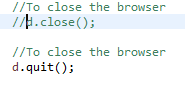 //To close the browser
//d.close();
//To close the browser
d.quit();